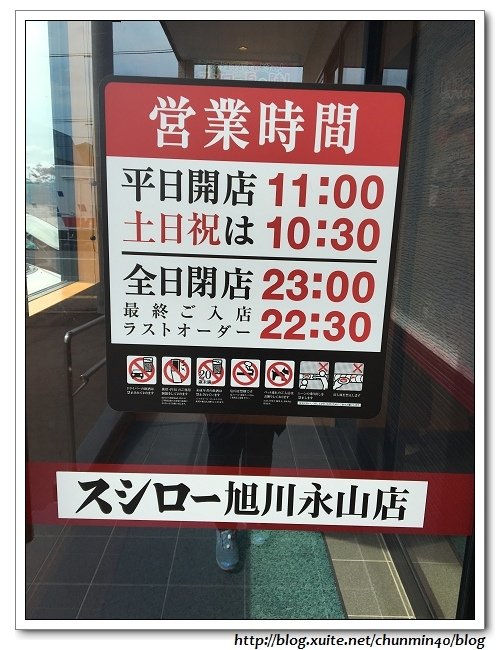 営業時間
平日開店 11:00
土日祝は 10:30
全日閉店 23:00
最終ご入店
ラストオーダー 22:30
20
スシロー旭川永山店
http://blog.xuite.net/chunmin40/blog